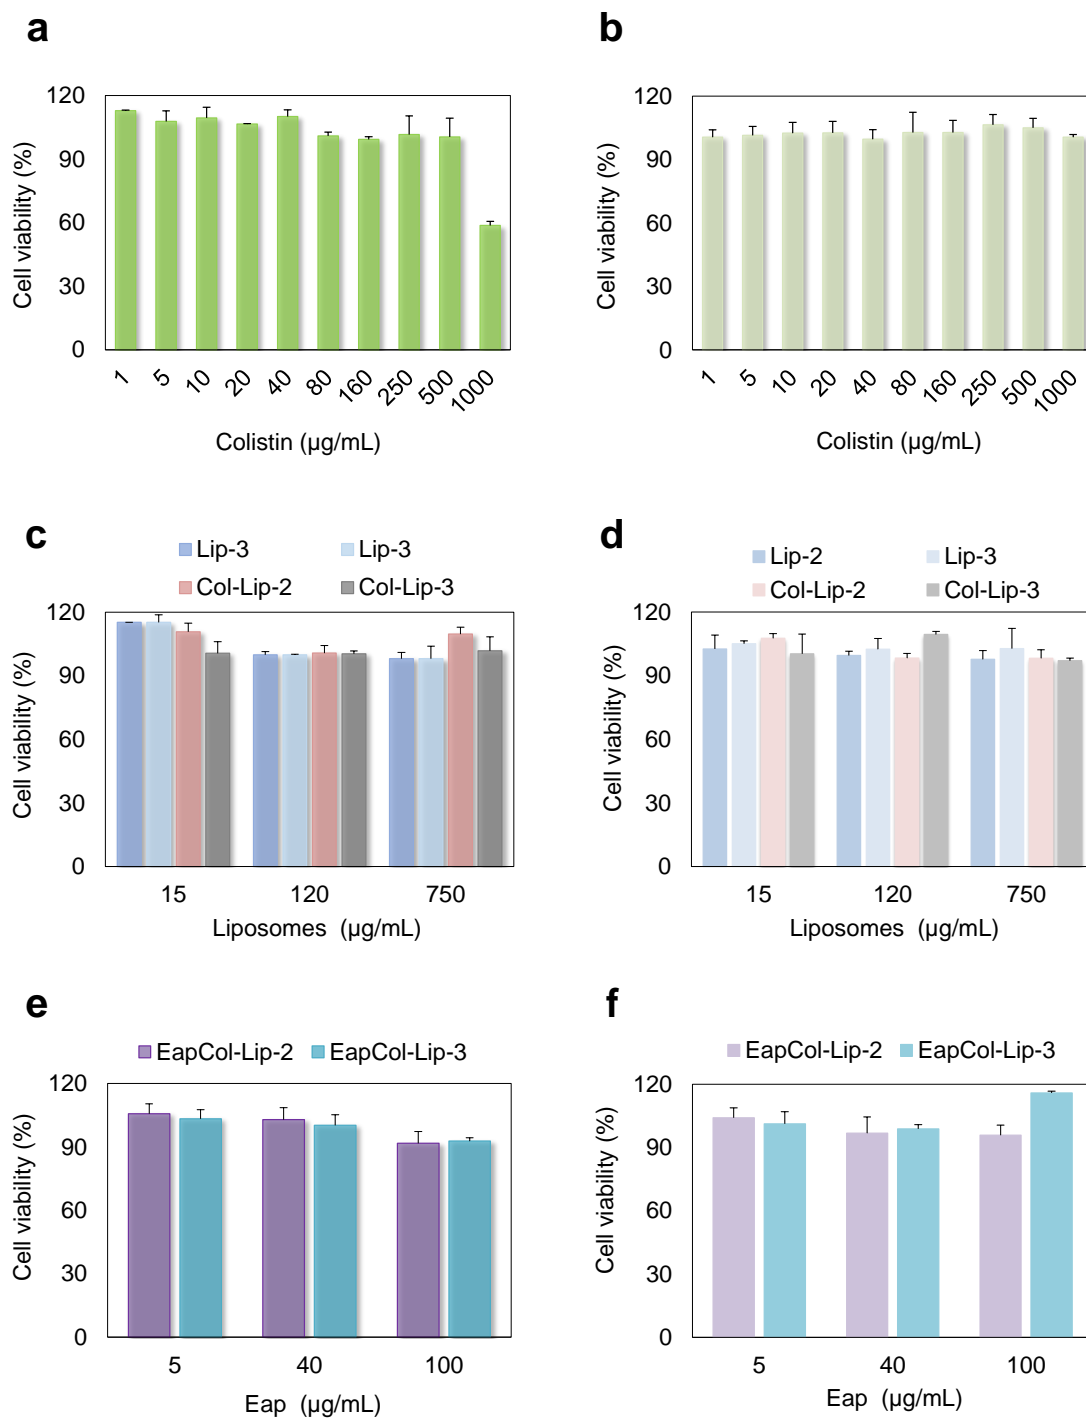 a
120
90
60
30
0
Cell viability (%)
1 5 10 20 40 80 160 250 500 1000
Colistin (µg/mL)
b
120
90
60
30
0
Cell viability (%)
1 5 10 20 40 80 160 250 500 1000
Colistin (µg/mL)
c
Lip-3 Lip-3
Col-Lip-2 Col-Lip-3
120
90
60
30
0
Cell viability (%)
15 120 750
Liposomes (µg/mL)
d
Lip-2 Lip-3
Col-Lip-2 Col-Lip-3
120
90
60
30
0
Cell viability (%)
15 120 750
Liposomes (µg/mL)
e
EapCol-Lip-2 EapCol-Lip-3
120
90
60
30
0
Cell viability (%)
5 40 100
Eap (µg/mL)
f
EapCol-Lip-2 EapCol-Lip-3
120
90
60
30
0
Cell viability (%)
5 40 100
Eap (µg/mL)